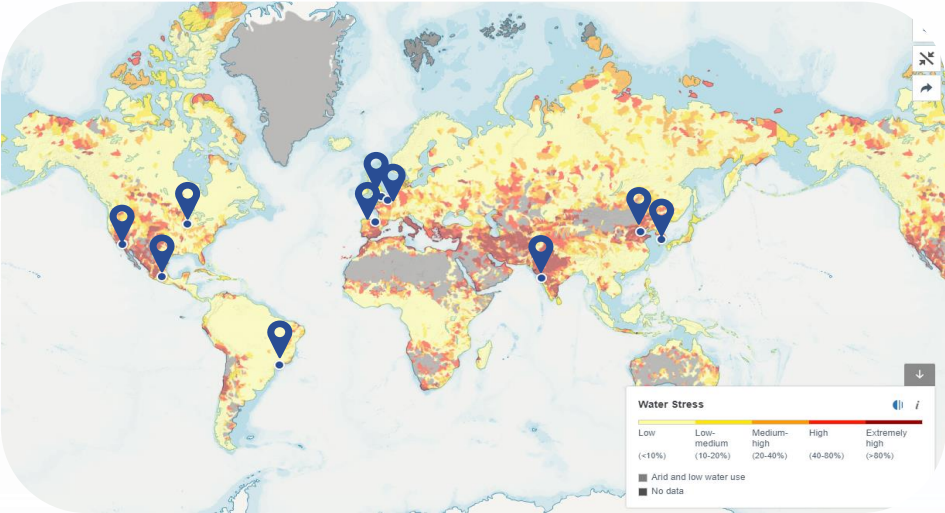 Water Stress
i
Low Low-medium Medium-high High Extremely high
(<10%) (10-20%) (20-40%) (40-80%) (>80%)
Arid and low water use
No data